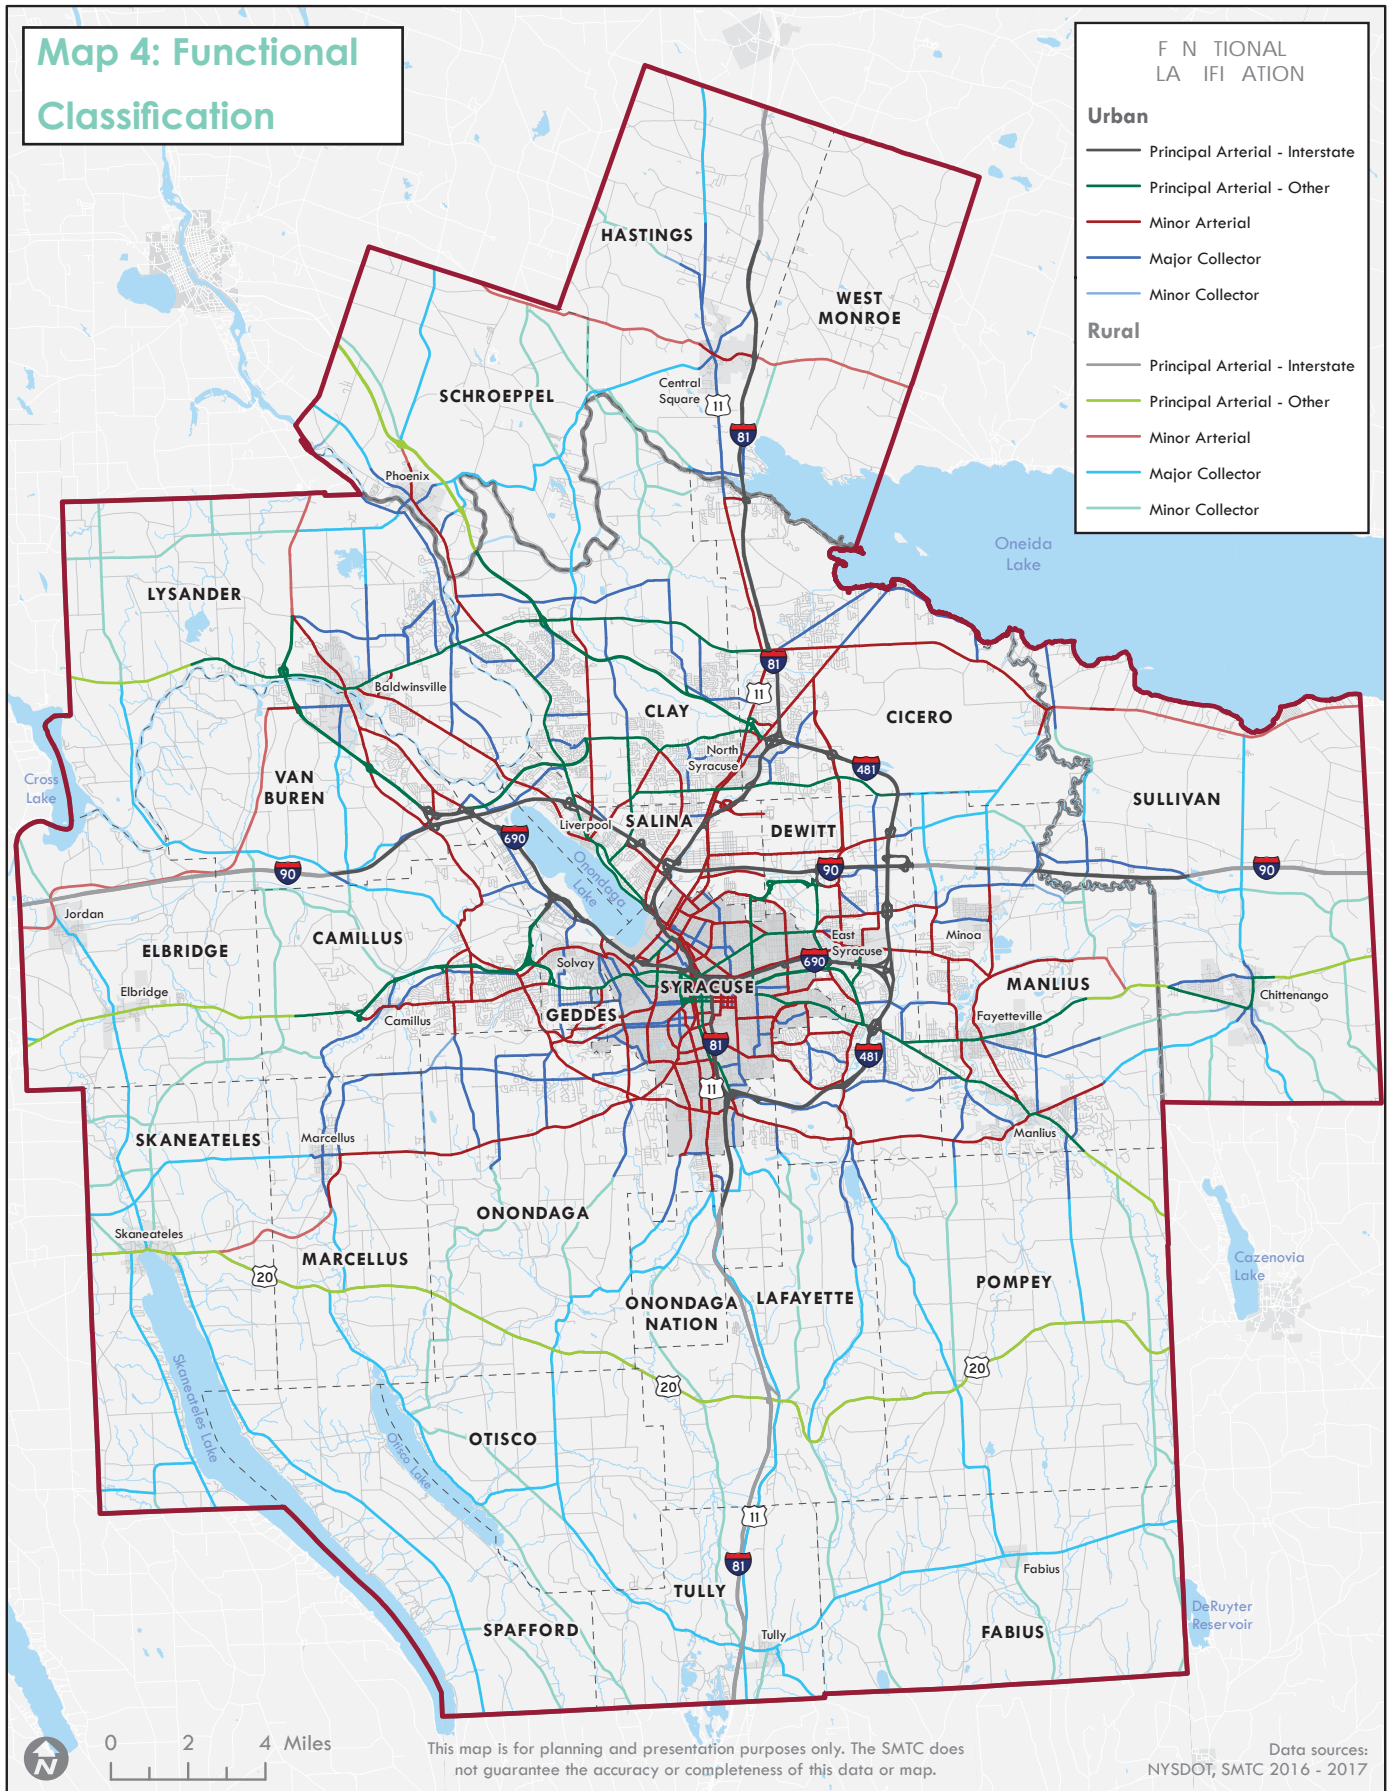 Map 4: Functional
Classification
F N TIONAL
LA IFI ATION
Urban
Principal Arterial - Interstate
Principal Arterial - Other
Minor Arterial
Major Collector
Minor Collector
Rural
Principal Arterial - Interstate
Principal Arterial - Other
Minor Arterial
Major Collector
Minor Collector
HASTINGS
WEST
MONROE
SCHROEPPEL
Central
Square
11
81
Phoenix
Oneida
Lake
LYSANDER
81
11
Baldwinsville
CLAY
CICERO
North
Syracuse
481
Cross
Lake
VAN
BUREN
SULLIVAN
Liverpool
SALINA
DEWITT
690
90
90
90
Onondaga
Lake
Jordan
ELBRIDGE
CAMILLUS
East
Syracuse
Minoa
Solvay
690
SYRACUSE
MANLIUS
Elbridge
Chittenango
Camillus
GEDDES
Fayetteville
81
481
11
SKANEATELES
Marcellus
Manlius
ONONDAGA
Skaneateles
MARCELLUS
20
Cazenovia
Lake
POMPEY
ONONDAGA
NATION
LAFAYETTE
20
20
Skaneateles Lake
OTISCO
Otisco Lake
11
81
Fabius
TULLY
DeRuyter
Reservoir
SPAFFORD
Tully
FABIUS
N
0 2 4 Miles
This map is for planning and presentation purposes only. The SMTC does
not guarantee the accuracy or completeness of this data or map.
Data sources:
NYSDOT, SMTC 2016 - 2017